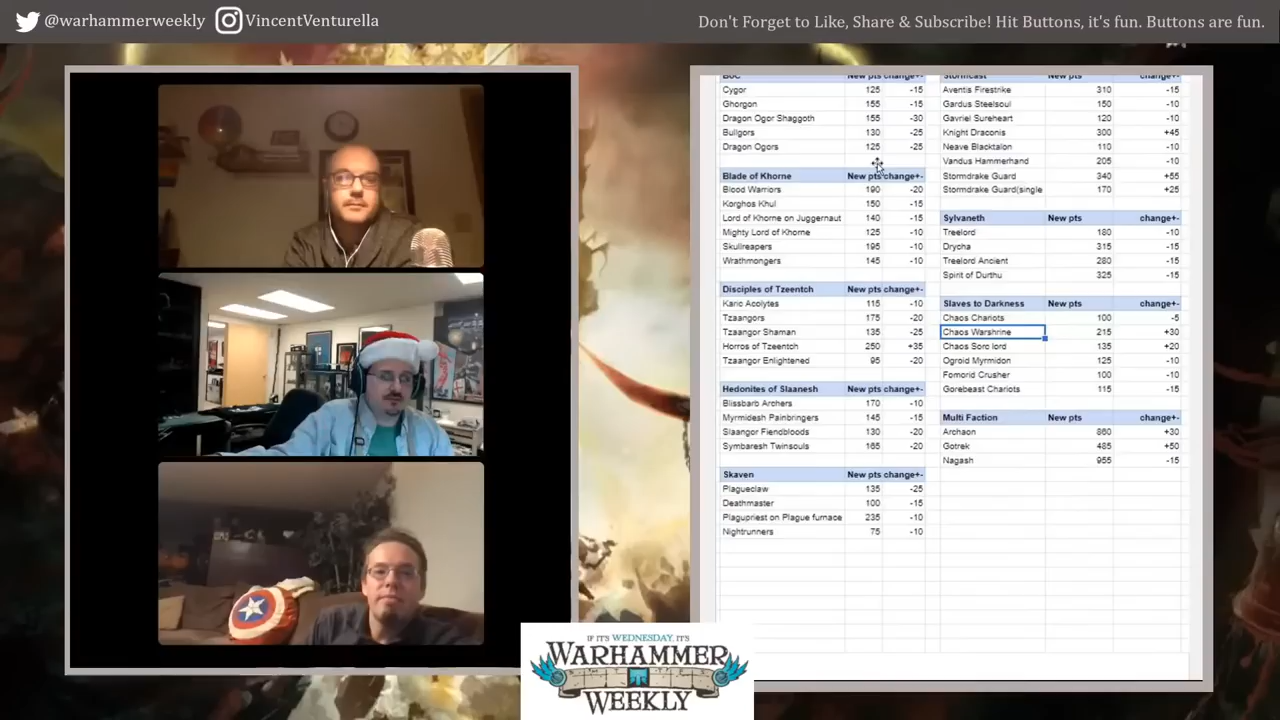 @warhammerweekly VincentVenturella
Don't Forget to Like, Share & Subscribe! Hit Buttons, it's fun. Buttons are fun.
BoC New pts change+-
Cygor 125 -15
Ghorgon 155 -15
Dragon Ogor Shaggoth 155 -30
Bullgors 130 -25
Dragon Ogors 125 -25
Blade of Khorne New pts change+-
Blood Warriors 190 -20
Korghos Khul 150 -15
Lord of Khorne on Juggernaut 140 -15
Mighty Lord of Khorne 125 -10
Skullreapers 195 -10
Wrathmongers 145 -10
Disciples of Tzeentch New pts change+-
Karic Acolytes 115 -10
Tzaangors 175 -20
Tzaangor Shaman 135 -25
Horros of Tzeentch 250 +35
Tzaangor Enlightened 95 -20
Hedonites of Slaanesh New pts change+-
Blissbarb Archers 170 -10
Myrmidesh Painbringers 145 -15
Slaangor Fiendbloods 130 -20
Symbaresh Twinsouls 165 -20
Skaven New pts change+-
Plagueclaw 135 -25
Deathmaster 100 -15
Plagupriest on Plague furnace 235 -10
Nightrunners 75 -10
Stormcast New pts change+-
Aventis Firestrike 310 -15
Gardus Steelsoul 150 -10
Gavriel Sureheart 120 -10
Knight Draconis 300 +45
Neave Blacktalon 110 -10
Vandus Hammerhand 205 -10
Stormdrake Guard 340 +55
Stormdrake Guard(single 170 +25
Sylvaneth New pts change+-
Treelord 180 -10
Drycha 315 -15
Treelord Ancient 280 -15
Spirit of Durthu 325 -15
Slaves to Darkness New pts change+-
Chaos Chariots 100 -5
Chaos Warshrine 215 +30
Chaos Sorc lord 135 +20
Ogroid Myrmidon 125 -10
Fomorid Crusher 100 -10
Gorebeast Chariots 115 -15
Multi Faction New pts change+-
Archaon 860 +30
Gotrek 485 +50
Nagash 955 -15
IF IT'S WEDNESDAY, IT'S
WARHAMMER
WEEKLY